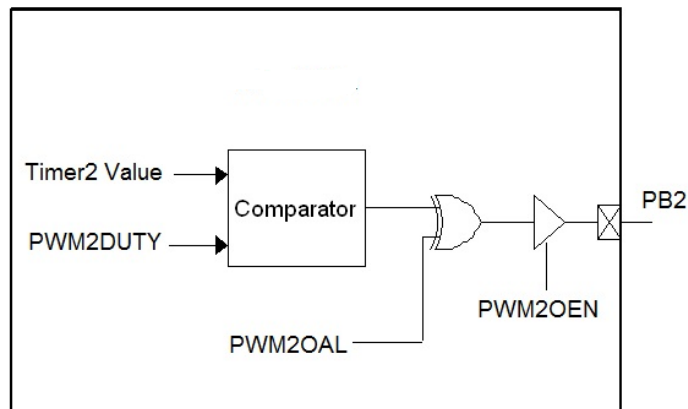 Timer2 Value
Comparator
PWM2DUTY
PB2
PWM2OEN
PWM2OAL